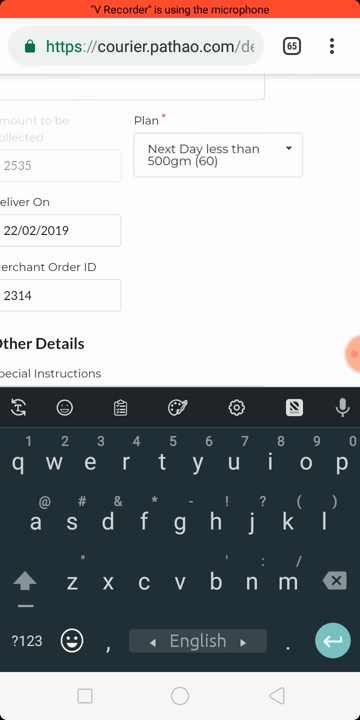 "V Recorder" is using the microphone
https://courier.pathao.com/de
65
mount to be
ollected
Plan*
2535
Next Day less than
500gm (60)
eliver On
22/02/2019
erchant Order ID
2314
ther Details
pecial Instructions
1 2 3 4 5 6 7 8 9 0
q w e r t y u i o p
@ # & * - ! ? ( )
a s d f g h j k l
" ' : /
z x c v b n m
?123 , English .